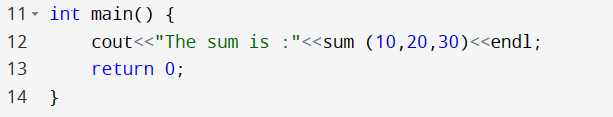 11 int main() {
12 cout<<"The sum is :"<<sum (10,20,30)<<endl;
13 return 0;
14 }